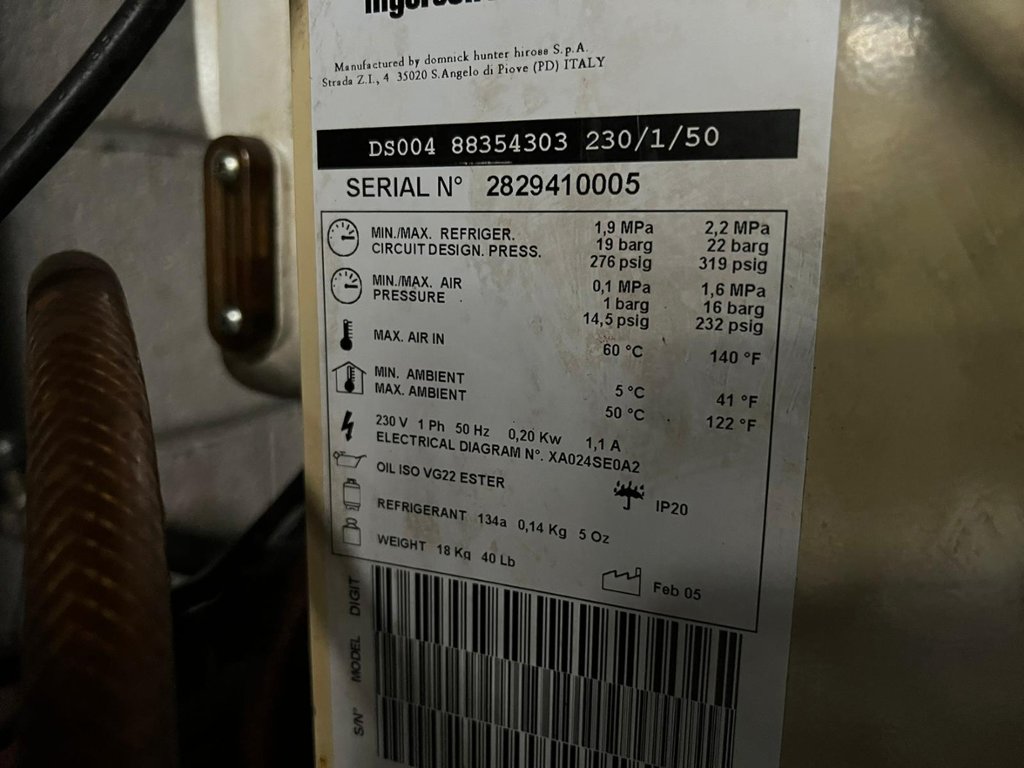 Manufactured by domnick hunter hiross S.p.A.
Strada Z.I., 4 35020 S.Angelo di Piove (PD) ITALY
DS004 88354303 230/1/50
SERIAL N° 2829410005
MIN./MAX. REFRIGER. 1,9 MPa 2,2 MPa
CIRCUIT DESIGN. PRESS. 19 barg 22 barg
276 psig 319 psig
MIN./MAX. AIR 0,1 MPa 1,6 MPa
PRESSURE 1 barg 16 barg
14,5 psig 232 psig
MAX. AIR IN 60 °C 140 °F
MIN. AMBIENT 5 °C 41 °F
MAX. AMBIENT 50 °C 122 °F
230 V 1 Ph 50 Hz 0,20 Kw 1,1 A
ELECTRICAL DIAGRAM N°. XA024SE0A2
OIL ISO VG22 ESTER IP20
REFRIGERANT 134a 0,14 Kg 5 Oz
WEIGHT 18 Kg 40 Lb
Feb 05
DIGIT
MODEL
S/N°